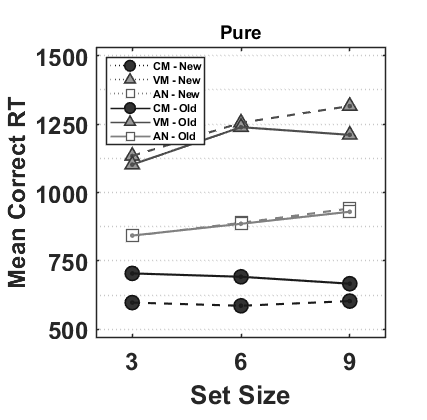 Pure
1500
1250
1000
750
500
Mean Correct RT
CM - New
VM - New
AN - New
CM - Old
VM - Old
AN - Old
3 6 9
Set Size